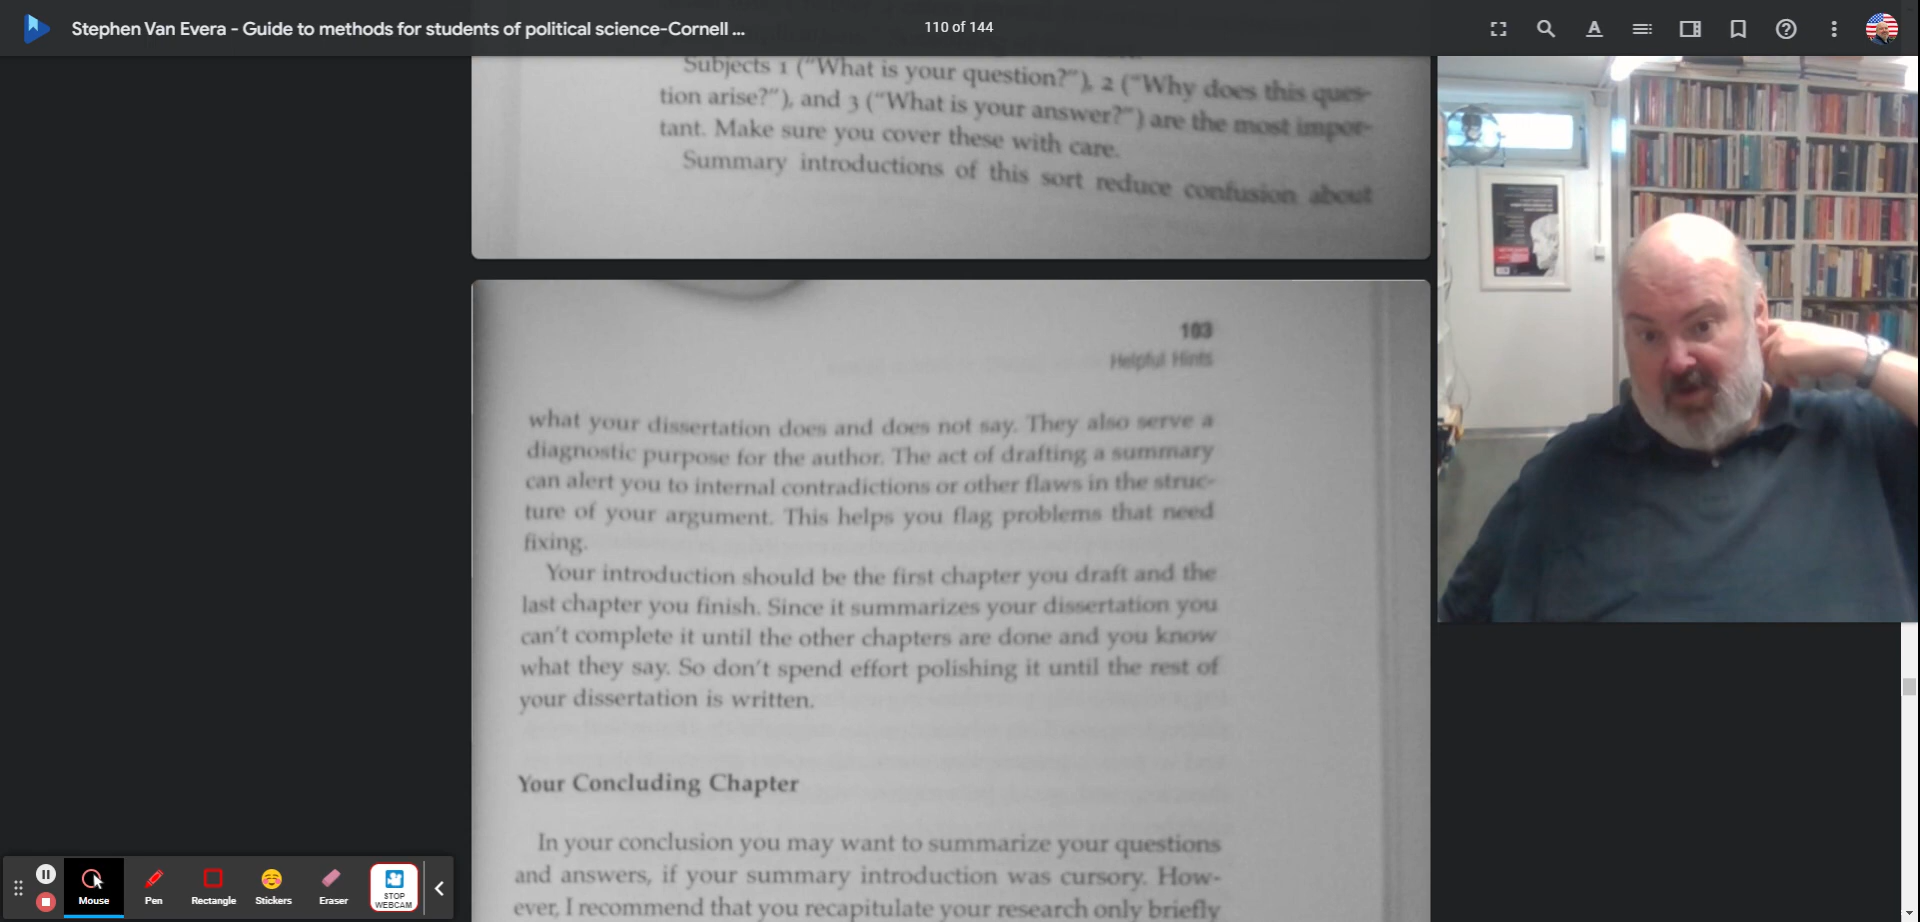 Stephen Van Evera - Guide to methods for students of political science-Cornell ...
110 of 144
Subjects 1 ("What is your question?"), 2 ("Why does this ques-
tion arise?"), and 3 ("What is your answer?") are the most impor-
tant. Make sure you cover these with care.
Summary introductions of this sort reduce confusion about
103
Helpful Hints
what your dissertation does and does not say. They also serve a
diagnostic purpose for the author. The act of drafting a summary
can alert you to internal contradictions or other flaws in the struc-
ture of your argument. This helps you flag problems that need
fixing.
Your introduction should be the first chapter you draft and the
last chapter you finish. Since it summarizes your dissertation you
can't complete it until the other chapters are done and you know
what they say. So don't spend effort polishing it until the rest of
your dissertation is written.
Your Concluding Chapter
In your conclusion you may want to summarize your questions
and answers, if your summary introduction was cursory. How-
ever, I recommend that you recapitulate your research only briefly
Mouse
Pen
Rectangle
Stickers
Eraser
STOP
WEBCAM